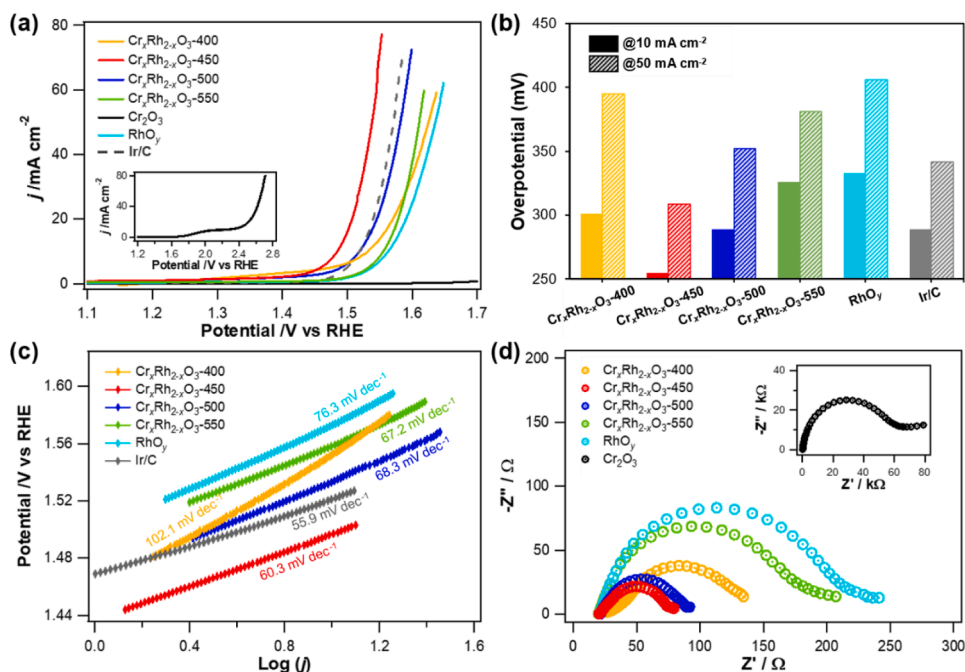 (a)
80
60
40
20
0
j /mA cm⁻²
CrₓRh₂₋ₓO₃-400
CrₓRh₂₋ₓO₃-450
CrₓRh₂₋ₓO₃-500
CrₓRh₂₋ₓO₃-550
Cr₂O₃
RhOᵧ
Ir/C
80
40
0
j /mA cm⁻²
1.2 1.6 2.0 2.4 2.8
Potential /V vs RHE
1.1 1.2 1.3 1.4 1.5 1.6 1.7
Potential /V vs RHE
(b)
450
400
350
300
250
Overpotential (mV)
@10 mA cm⁻²
@50 mA cm⁻²
CrₓRh₂₋ₓO₃-400
CrₓRh₂₋ₓO₃-450
CrₓRh₂₋ₓO₃-500
CrₓRh₂₋ₓO₃-550
RhOᵧ
Ir/C
(c)
1.60
1.56
1.52
1.48
1.44
Potential /V vs RHE
CrₓRh₂₋ₓO₃-400
CrₓRh₂₋ₓO₃-450
CrₓRh₂₋ₓO₃-500
CrₓRh₂₋ₓO₃-550
RhOᵧ
Ir/C
76.3 mV dec⁻¹
67.2 mV dec⁻¹
68.3 mV dec⁻¹
102.1 mV dec⁻¹
55.9 mV dec⁻¹
60.3 mV dec⁻¹
0.0 0.4 0.8 1.2 1.6
Log (j)
(d)
200
150
100
50
0
-Z" / Ω
CrₓRh₂₋ₓO₃-400
CrₓRh₂₋ₓO₃-450
CrₓRh₂₋ₓO₃-500
CrₓRh₂₋ₓO₃-550
RhOᵧ
Cr₂O₃
40
20
0
-Z" / kΩ
0 20 40 60 80
Z' / kΩ
0 50 100 150 200 250 300
Z' / Ω